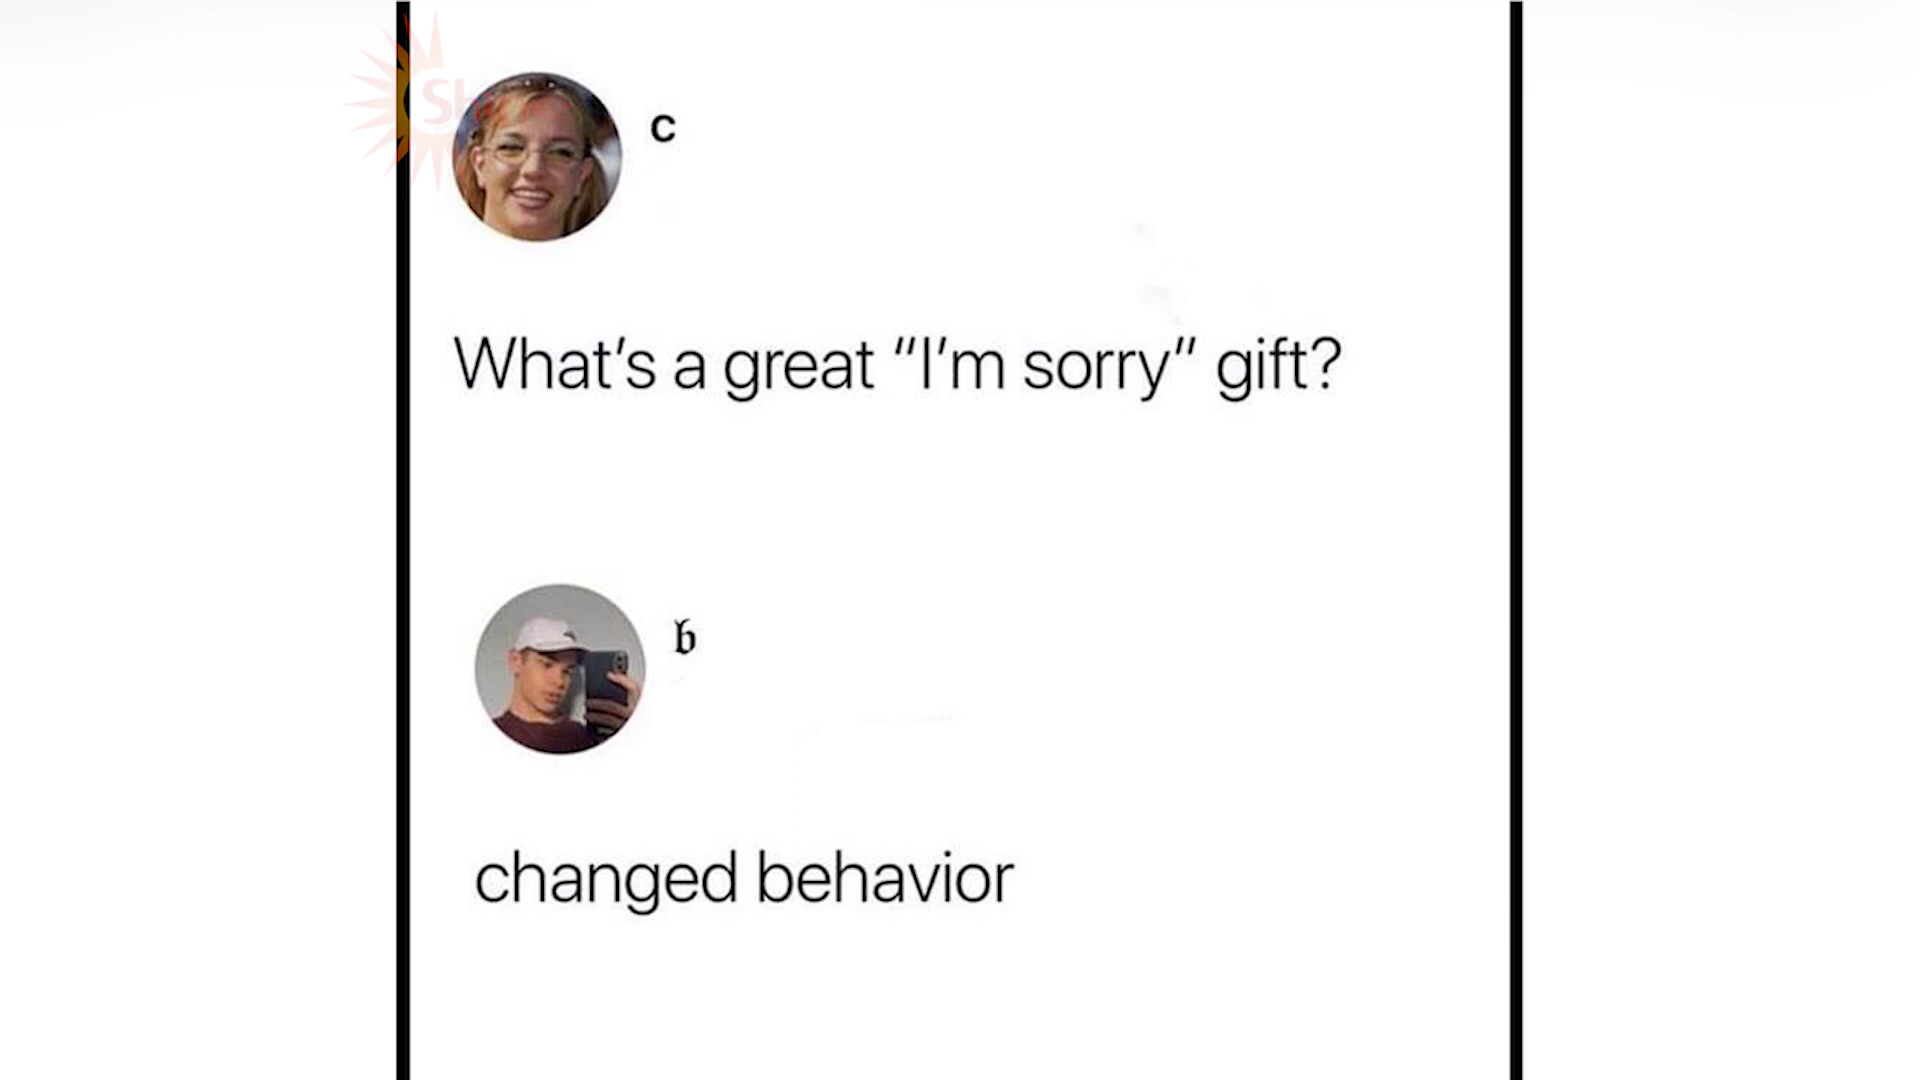 c
What's a great "I'm sorry" gift?
𝔟
changed behavior